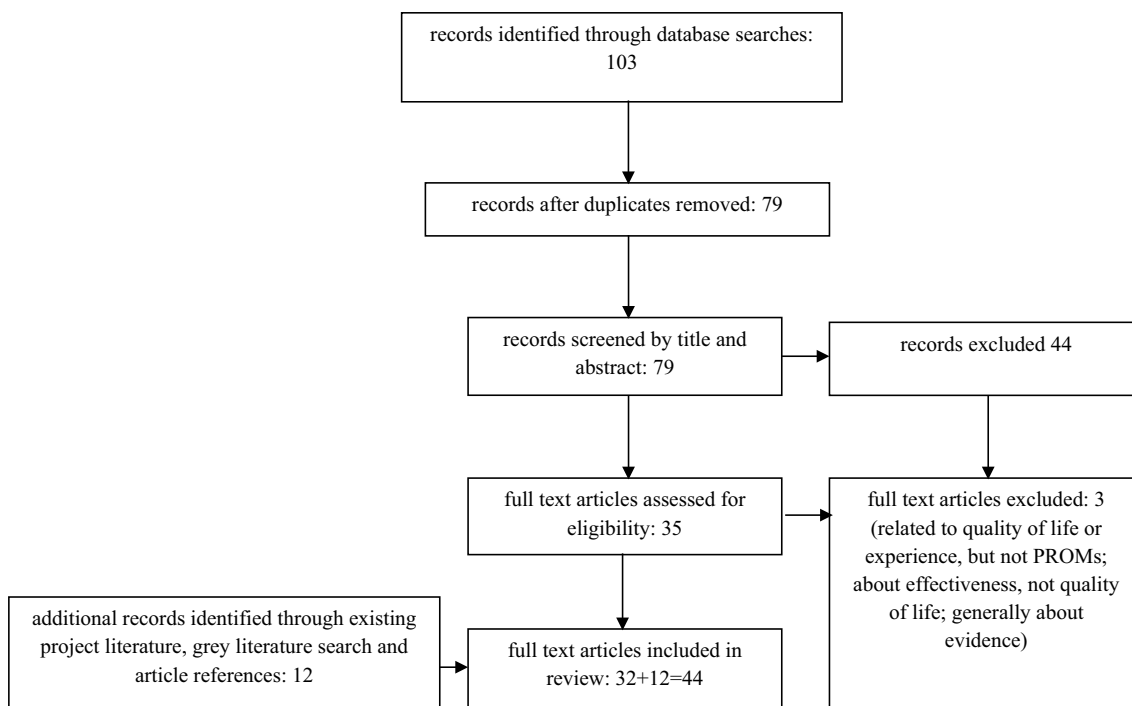 records identified through database searches:
103
records after duplicates removed: 79
records screened by title and
abstract: 79
records excluded 44
full text articles assessed for
eligibility: 35
full text articles excluded: 3
(related to quality of life or
experience, but not PROMs;
about effectiveness, not quality
of life; generally about
evidence)
additional records identified through existing
project literature, grey literature search and
article references: 12
full text articles included in
review: 32+12=44